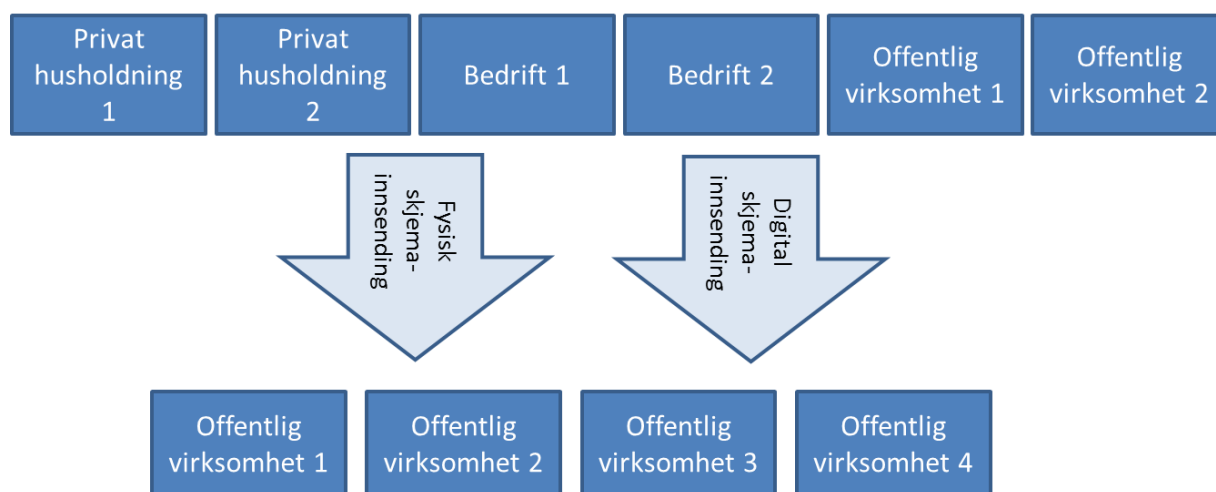 Privat
husholdning
1
Privat
husholdning
2
Bedrift 1
Bedrift 2
Offentlig
virksomhet 1
Offentlig
virksomhet 2
Fysisk
skjema-
innsending
Digital
skjema-
innsending
Offentlig
virksomhet 1
Offentlig
virksomhet 2
Offentlig
virksomhet 3
Offentlig
virksomhet 4